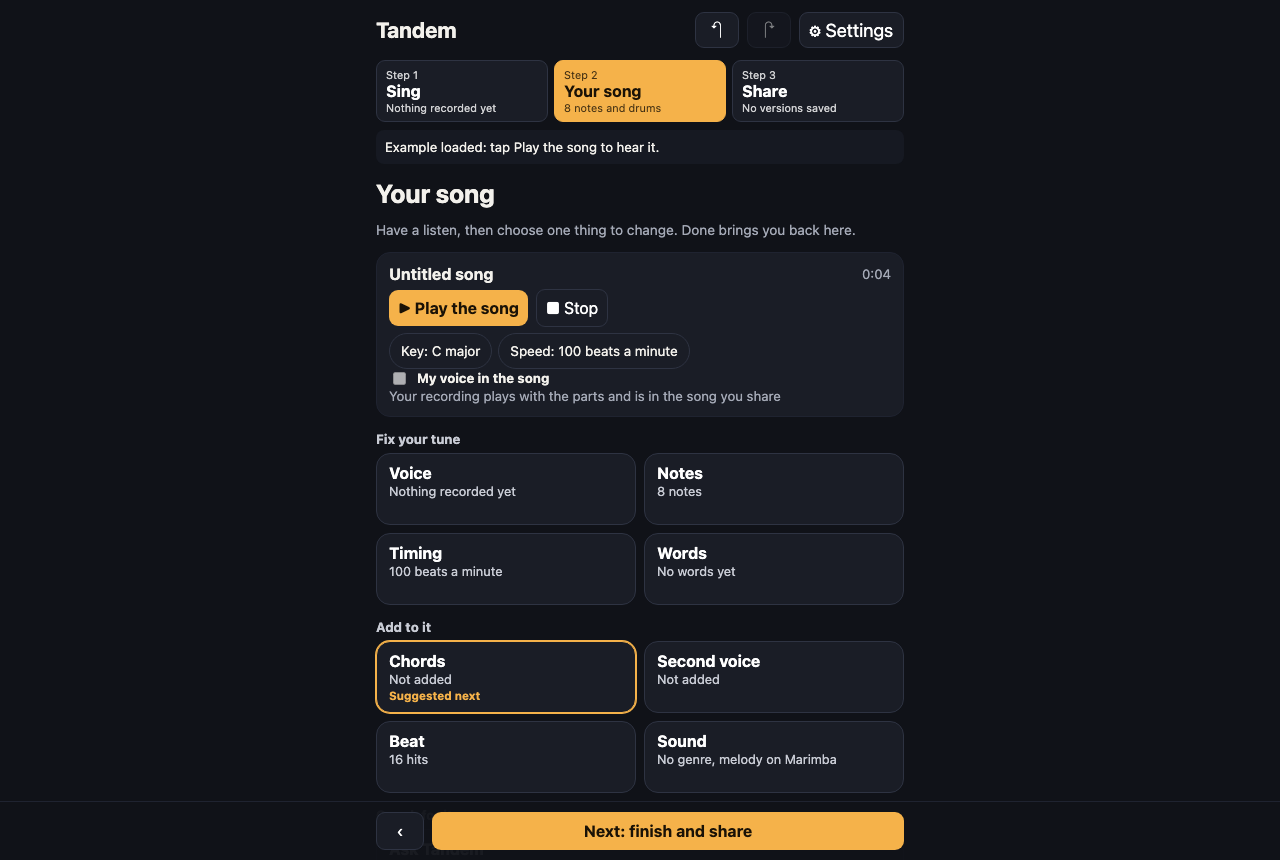 Tandem
⚙ Settings
Step 1
Sing
Nothing recorded yet
Step 2
Your song
8 notes and drums
Step 3
Share
No versions saved
Example loaded: tap Play the song to hear it.
Your song
Have a listen, then choose one thing to change. Done brings you back here.
Untitled song
0:04
▶ Play the song
Stop
Key: C major
Speed: 100 beats a minute
My voice in the song
Your recording plays with the parts and is in the song you share
Fix your tune
Voice
Nothing recorded yet
Notes
8 notes
Timing
100 beats a minute
Words
No words yet
Add to it
Chords
Not added
Suggested next
Second voice
Not added
Beat
16 hits
Sound
No genre, melody on Marimba
‹
Next: finish and share